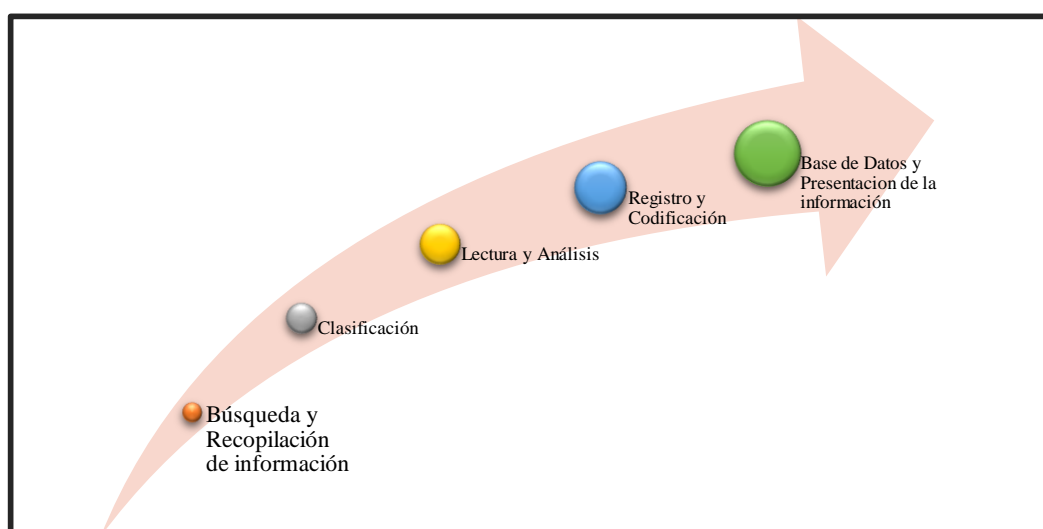 Base de Datos y
Presentacion de la
información
Registro y
Codificación
Lectura y Análisis
Clasificación
Búsqueda y
Recopilación
de información